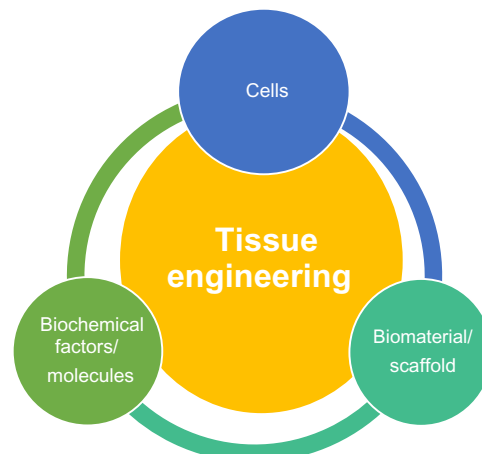 Cells
Tissue
engineering
Biochemical
factors/
molecules
Biomaterial/
scaffold